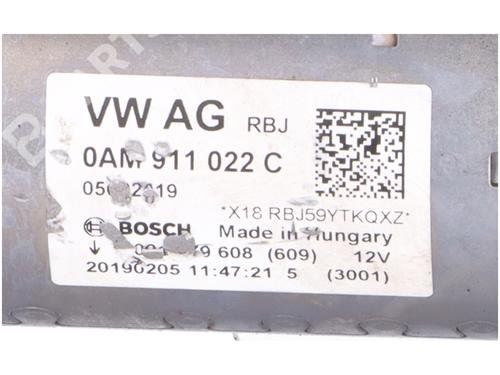 VW AG RBJ
0AM 911 022 C
*X18 RBJ59YTKQXZ*
BOSCH Made in Hungary
608 (609) 12V
20190205 11:47:21 5 (3001)